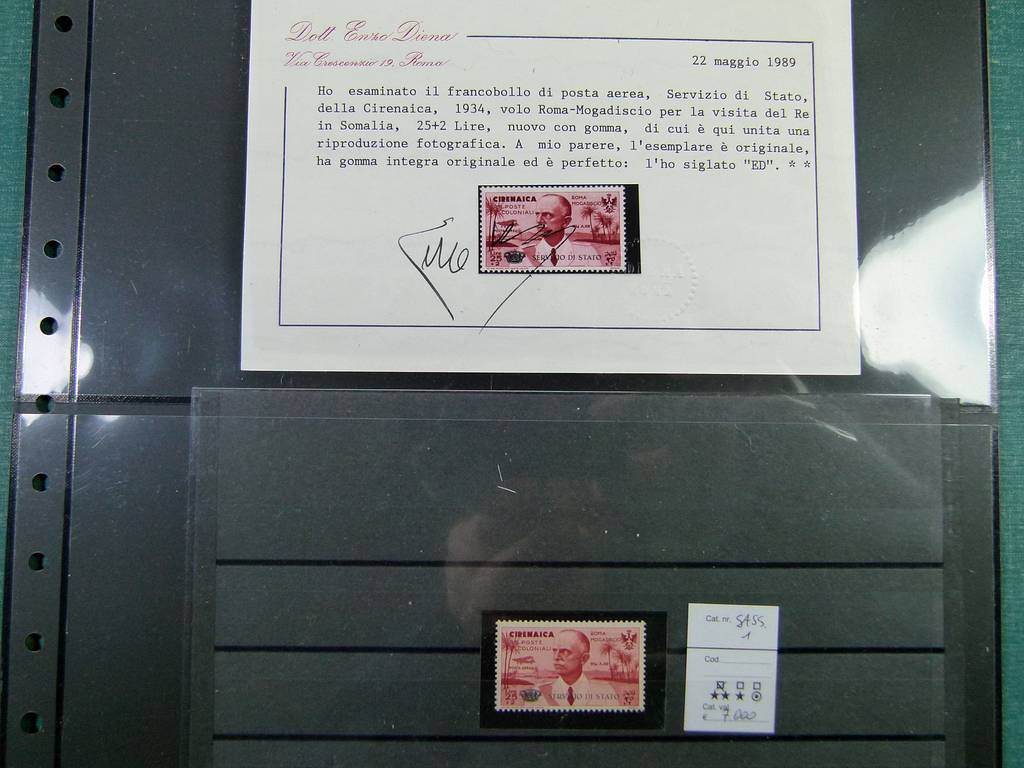 Dott. Enzo Diena
Via Crescenzio 19, Roma
22 maggio 1989
Ho esaminato il francobollo di posta aerea, Servizio di Stato,
della Cirenaica, 1934, volo Roma-Mogadiscio per la visita del Re
in Somalia, 25+2 Lire, nuovo con gomma, di cui è qui unita una
riproduzione fotografica. A mio parere, l'esemplare è originale,
ha gomma integra originale ed è perfetto: l'ho siglato "ED". * *
CIRENAICA
POSTE
COLONIALI
ROMA
MOGADISCIO
SERVIZIO DI STATO
CIRENAICA
POSTE
COLONIALI
ROMA
MOGADISCIO
SERVIZIO DI STATO
Cat. nr. SASS.
1
Cod
Cat. val.
€ 7.000